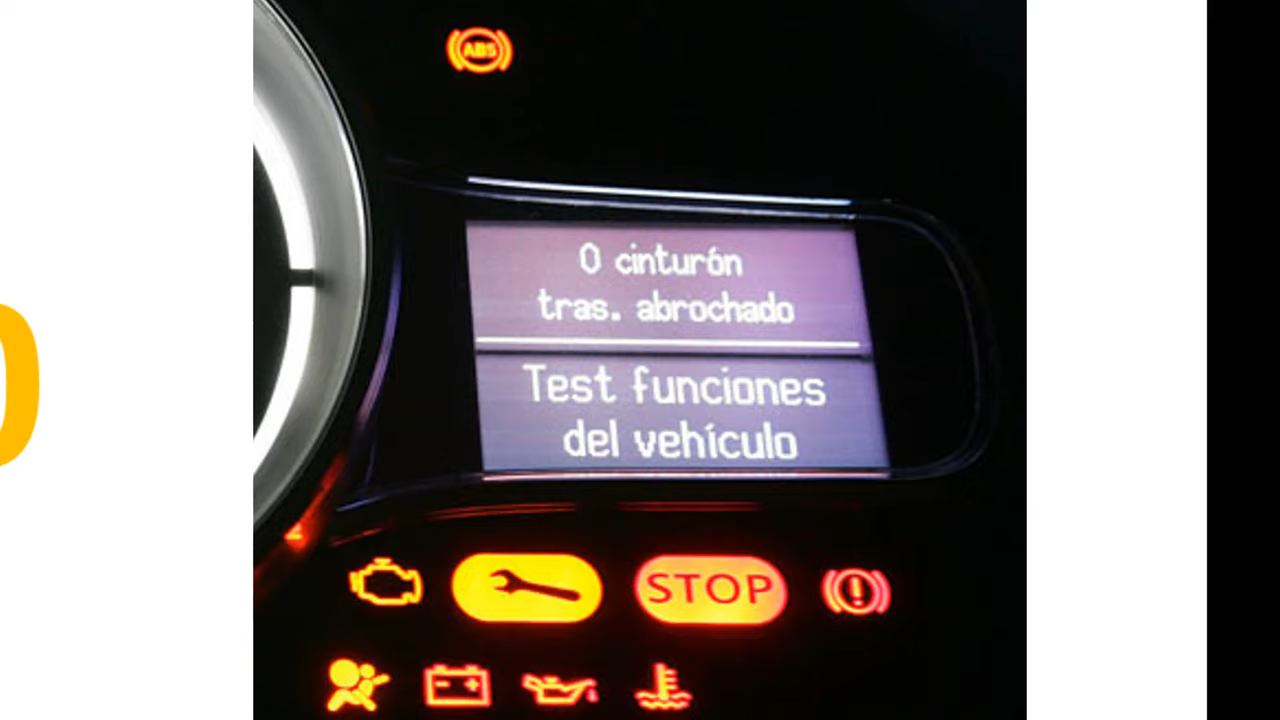 ABS
0 cinturón
tras. abrochado
Test funciones
del vehículo
STOP